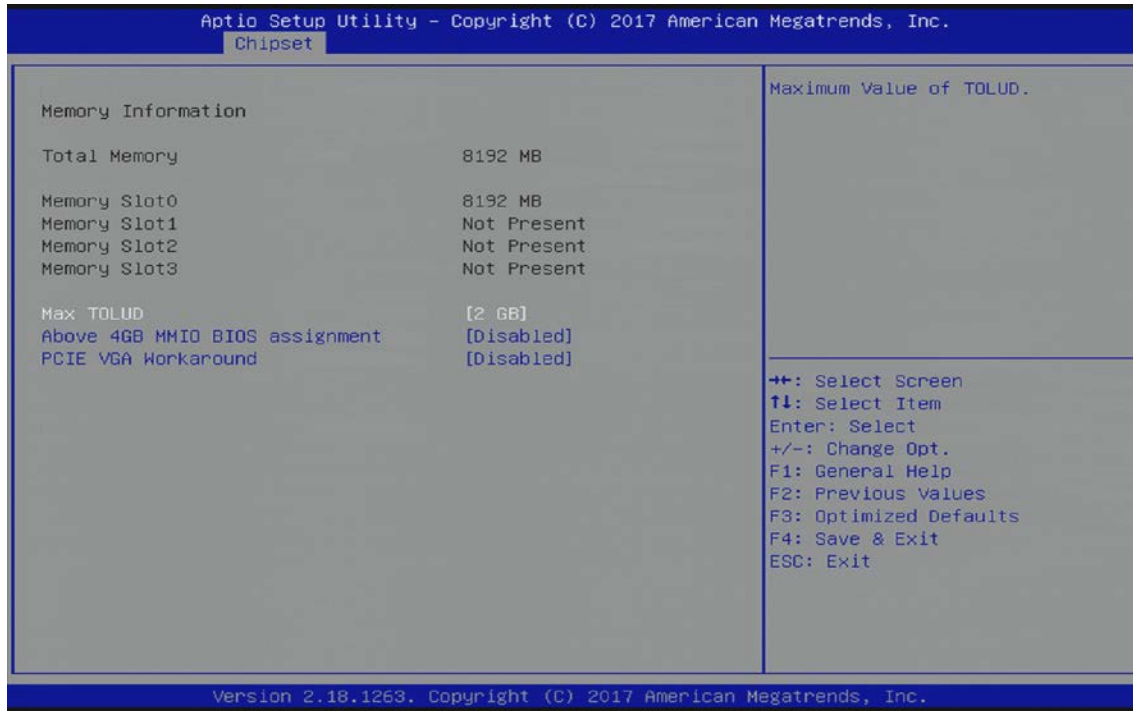 Aptio Setup Utility – Copyright (C) 2017 American Megatrends, Inc.
Chipset
Memory Information
Total Memory 8192 MB
Memory Slot0 8192 MB
Memory Slot1 Not Present
Memory Slot2 Not Present
Memory Slot3 Not Present
Max TOLUD [2 GB]
Above 4GB MMIO BIOS assignment [Disabled]
PCIE VGA Workaround [Disabled]
Maximum Value of TOLUD.
→←: Select Screen
↑↓: Select Item
Enter: Select
+/-: Change Opt.
F1: General Help
F2: Previous Values
F3: Optimized Defaults
F4: Save & Exit
ESC: Exit
Version 2.18.1263. Copyright (C) 2017 American Megatrends, Inc.